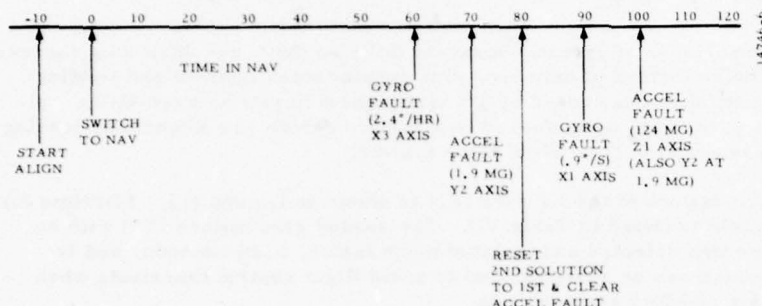 -10 0 10 20 30 40 50 60 70 80 90 100 110 120
TIME IN NAV
START
ALIGN
SWITCH
TO NAV
GYRO
FAULT
(2.4°/HR)
X3 AXIS
ACCEL
FAULT
(1.9 MG)
Y2 AXIS
RESET
2ND SOLUTION
TO 1ST & CLEAR
ACCEL FAULT
GYRO
FAULT
(.9°/S)
X1 AXIS
ACCEL
FAULT
(124 MG)
Z1 AXIS
(ALSO Y2 AT
1.9 MG)